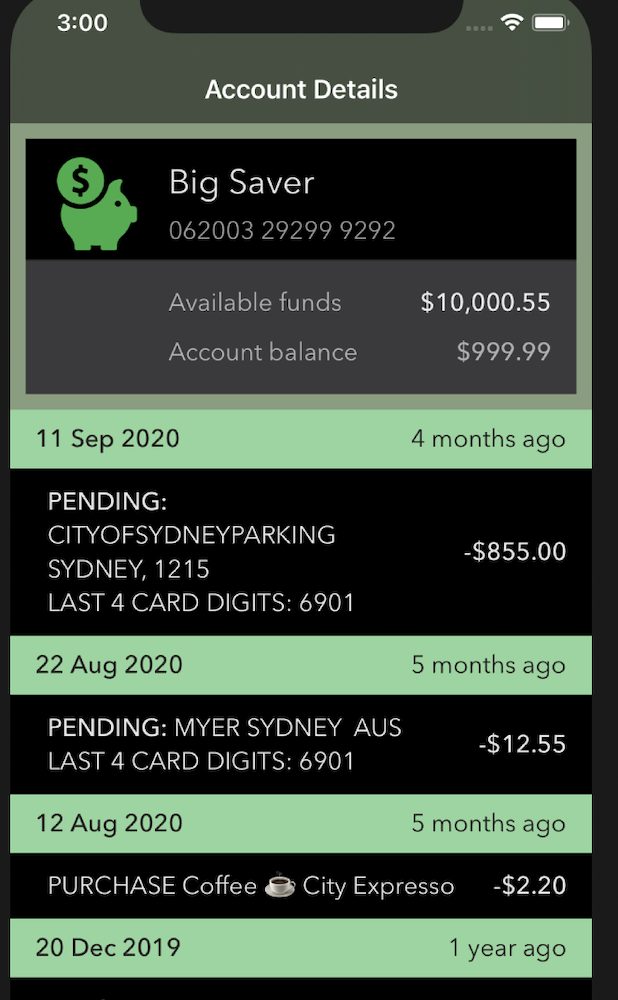 3:00
Account Details
$
Big Saver
062003 29299 9292
Available funds $10,000.55
Account balance $999.99
11 Sep 2020 4 months ago
PENDING:
CITYOFSYDNEYPARKING
SYDNEY, 1215
LAST 4 CARD DIGITS: 6901
-$855.00
22 Aug 2020 5 months ago
PENDING: MYER SYDNEY  AUS
LAST 4 CARD DIGITS: 6901
-$12.55
12 Aug 2020 5 months ago
PURCHASE Coffee ☕ City Expresso -$2.20
20 Dec 2019 1 year ago